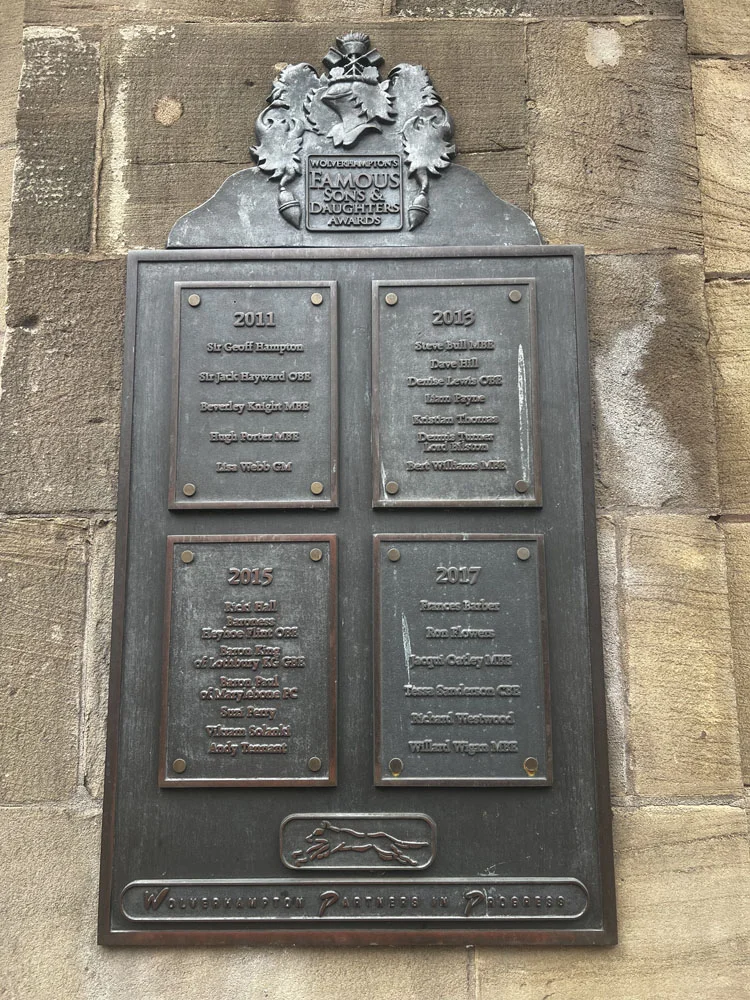 WOLVERHAMPTON'S
FAMOUS
SONS &
DAUGHTERS
AWARDS
2011
Sir Geoff Hampton
Sir Jack Hayward OBE
Beverley Knight MBE
Hugh Porter MBE
Lisa Webb GM
2013
Steve Bull MBE
Dave Hill
Denise Lewis OBE
Liam Payne
Kristian Thomas
Dennis Turner
Lord Bilston
Bert Williams MBE
2015
Ricki Hall
Baroness
Heyhoe Flint OBE
Baron King
of Lothbury KG GBE
Baron Paul
of Marylebone PC
Suzi Perry
Vikram Solanki
Andy Tennant
2017
Frances Barber
Ron Flowers
Jacqui Oatley MBE
Tessa Sanderson CBE
Richard Westwood
Willard Wigan MBE
WOLVERHAMPTON PARTNERS IN PROGRESS